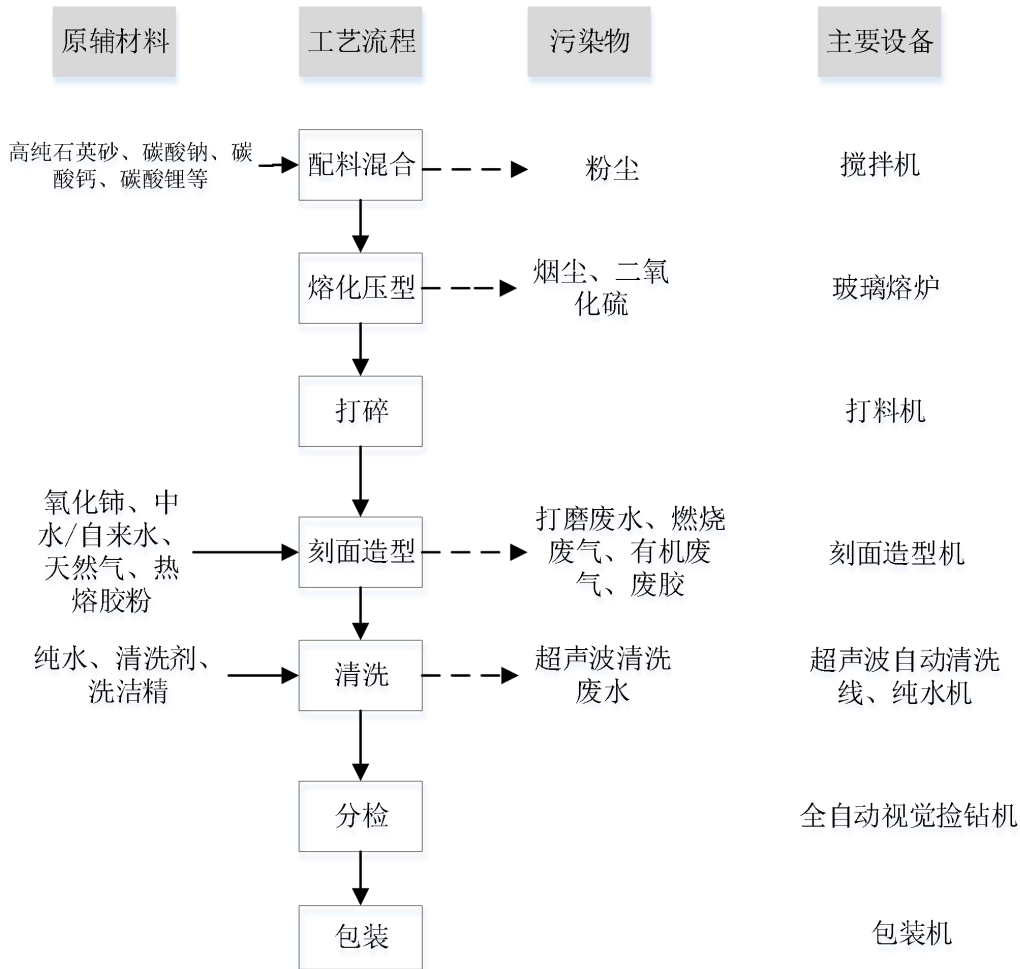 原辅材料
工艺流程
污染物
主要设备
高纯石英砂、碳酸钠、碳
酸钙、碳酸锂等
配料混合
粉尘
搅拌机
熔化压型
烟尘、二氧
化硫
玻璃熔炉
打碎
打料机
氧化铈、中
水/自来水、
天然气、热
熔胶粉
刻面造型
打磨废水、燃烧
废气、有机废
气、废胶
刻面造型机
纯水、清洗剂、
洗洁精
清洗
超声波清洗
废水
超声波自动清洗
线、纯水机
分检
全自动视觉捡钻机
包装
包装机